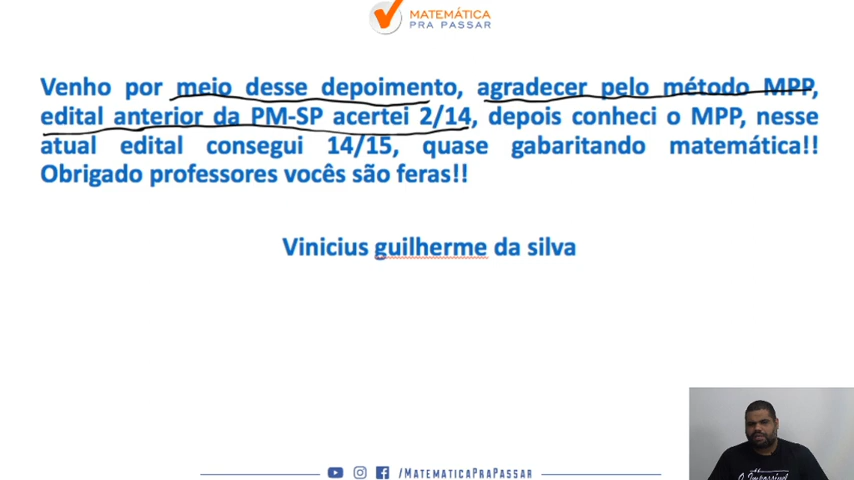 MATEMÁTICA
PRA PASSAR
Venho por meio desse depoimento, agradecer pelo método MPP,
edital anterior da PM-SP acertei 2/14, depois conheci o MPP, nesse
atual edital consegui 14/15, quase gabaritando matemática!!
Obrigado professores vocês são feras!!
Vinicius guilherme da silva
O Impossível
/MATEMATICAPRAPASSAR